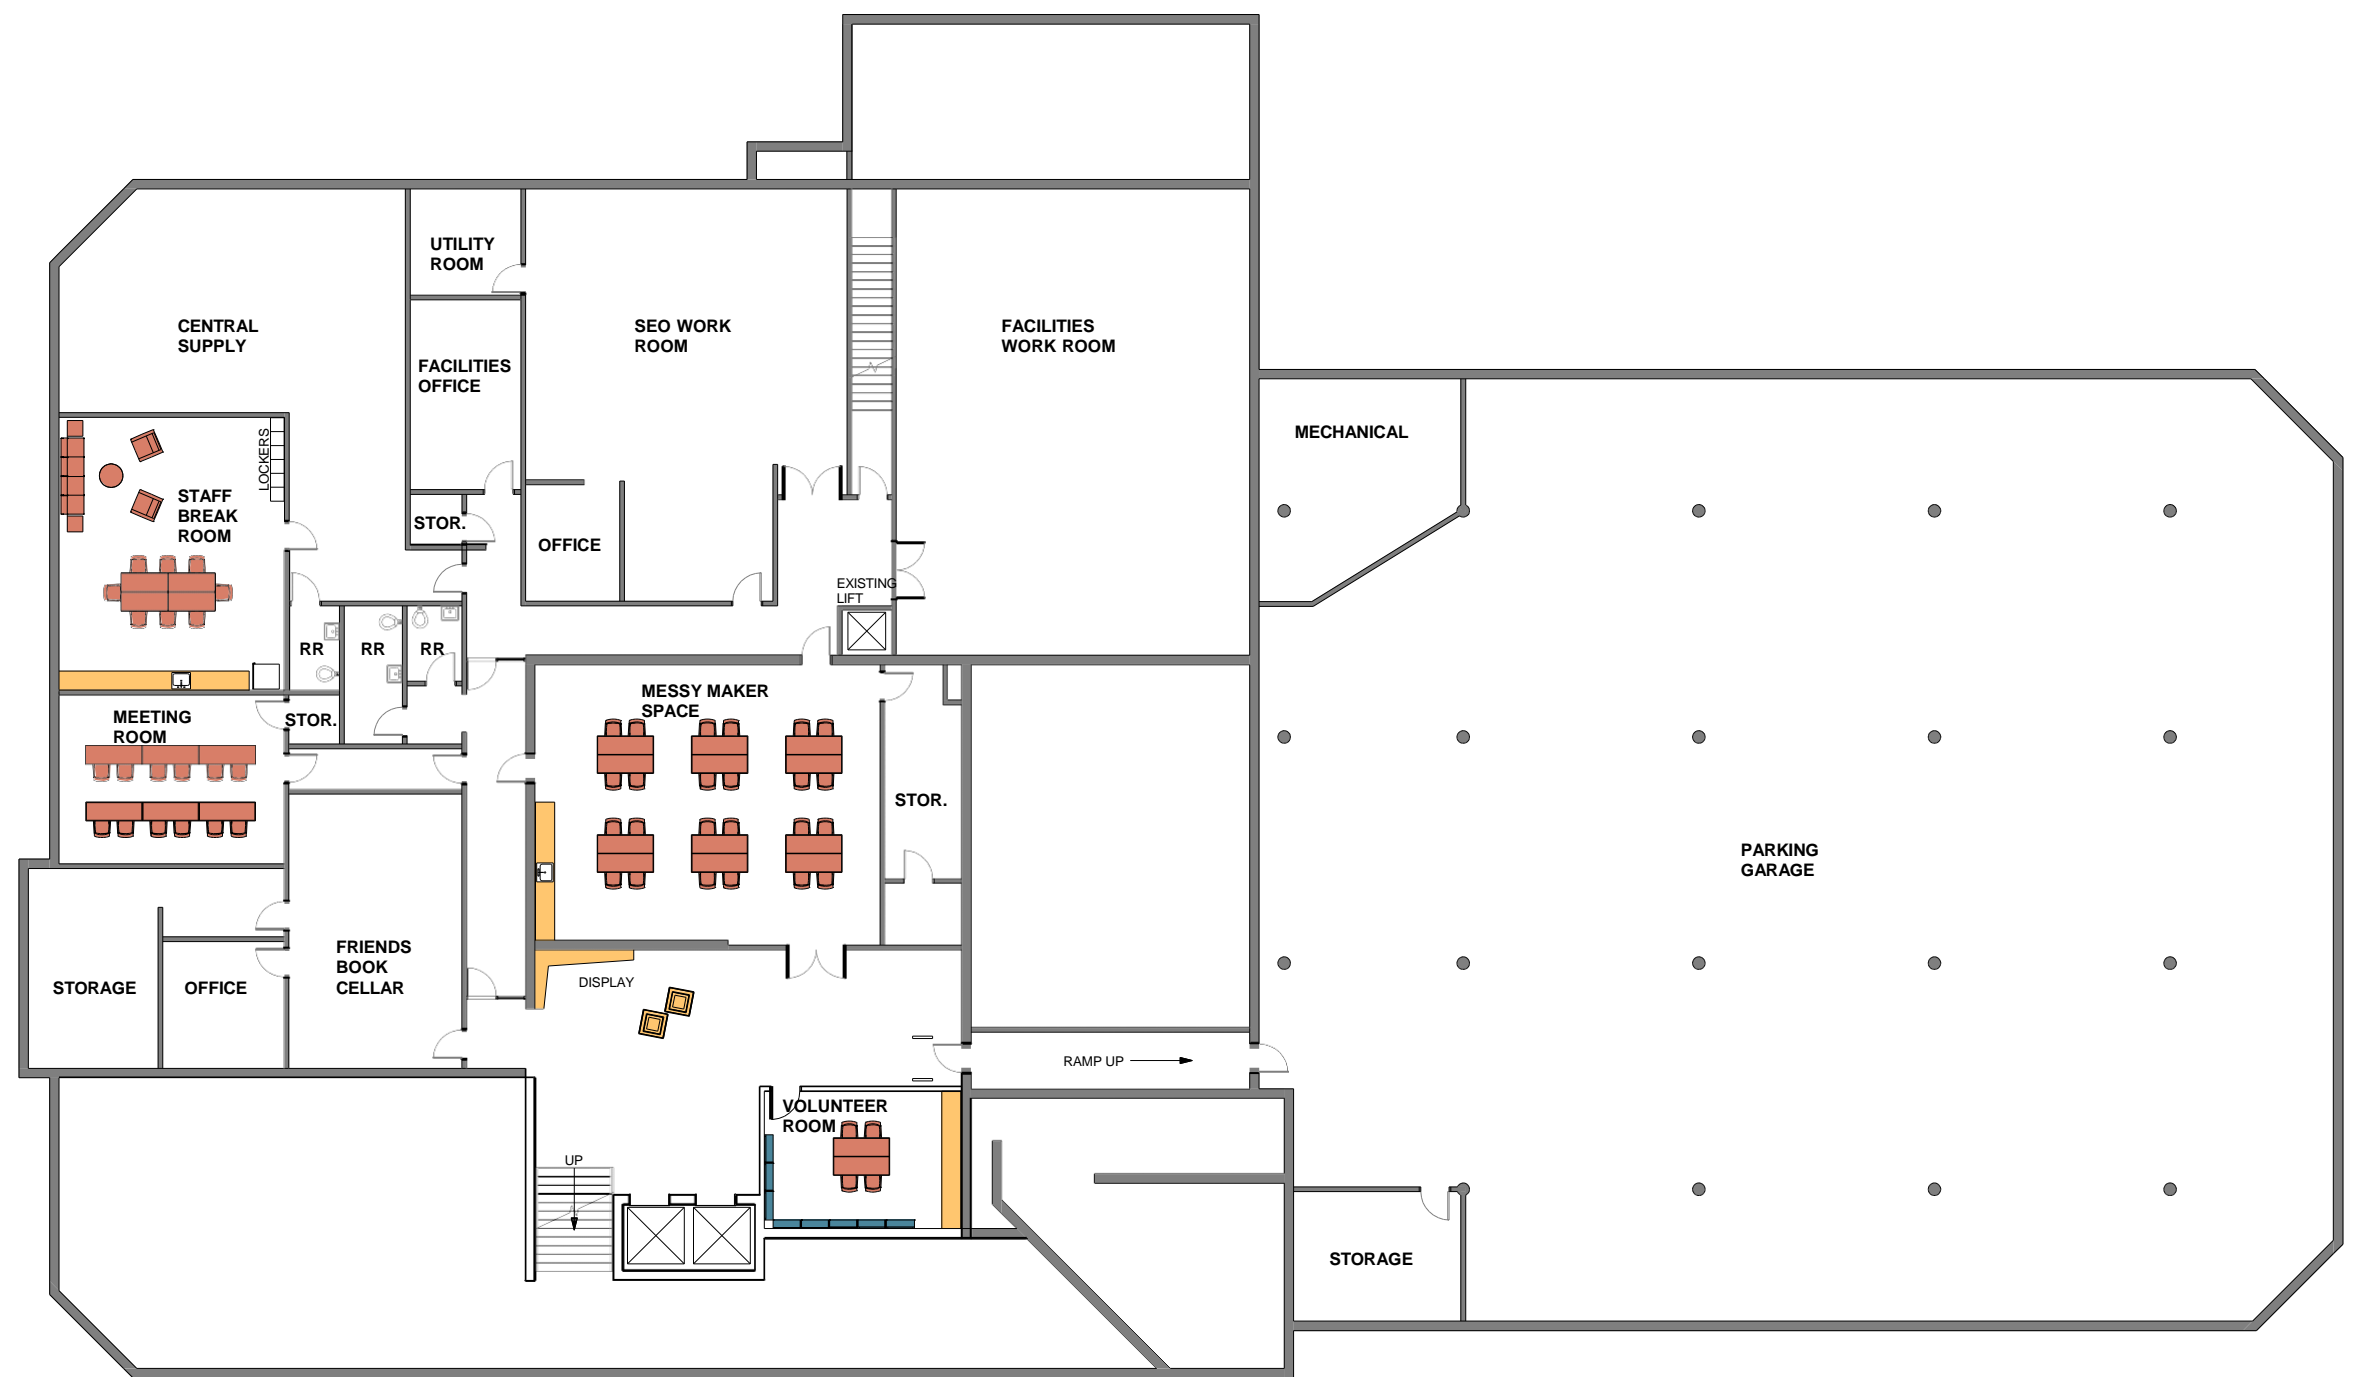 UTILITY
ROOM
CENTRAL
SUPPLY
SEO WORK
ROOM
FACILITIES
WORK ROOM
FACILITIES
OFFICE
MECHANICAL
LOCKERS
STAFF
BREAK
ROOM
STOR.
OFFICE
EXISTING
LIFT
RR
RR
RR
MESSY MAKER
SPACE
MEETING
ROOM
STOR.
STOR.
PARKING
GARAGE
FRIENDS
BOOK
CELLAR
STORAGE
OFFICE
DISPLAY
RAMP UP
VOLUNTEER
ROOM
UP
STORAGE